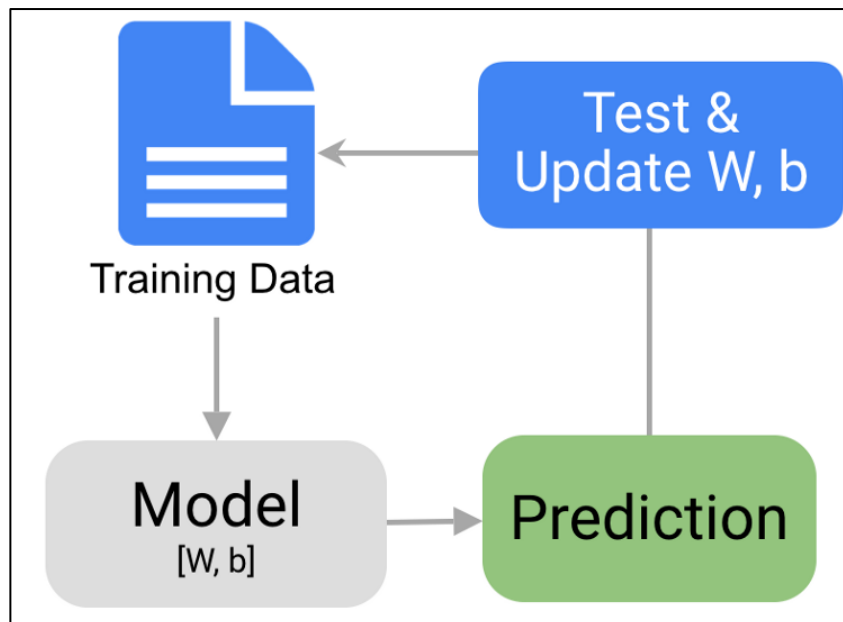 Training Data
Test &
Update W, b
Model
[W, b]
Prediction